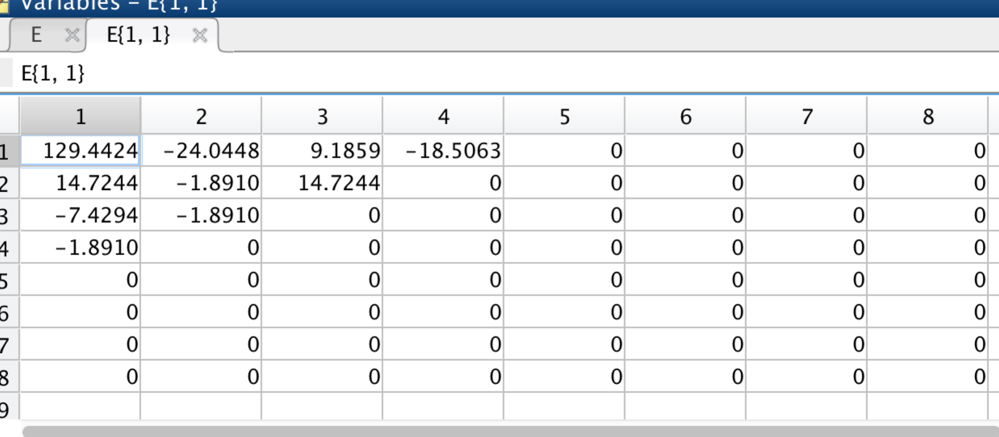 Variables – E{1, 1}
E E{1, 1}
E{1, 1}
1 2 3 4 5 6 7 8
1 129.4424 -24.0448 9.1859 -18.5063 0 0 0 0
2 14.7244 -1.8910 14.7244 0 0 0 0 0
3 -7.4294 -1.8910 0 0 0 0 0 0
4 -1.8910 0 0 0 0 0 0 0
5 0 0 0 0 0 0 0 0
6 0 0 0 0 0 0 0 0
7 0 0 0 0 0 0 0 0
8 0 0 0 0 0 0 0 0
9